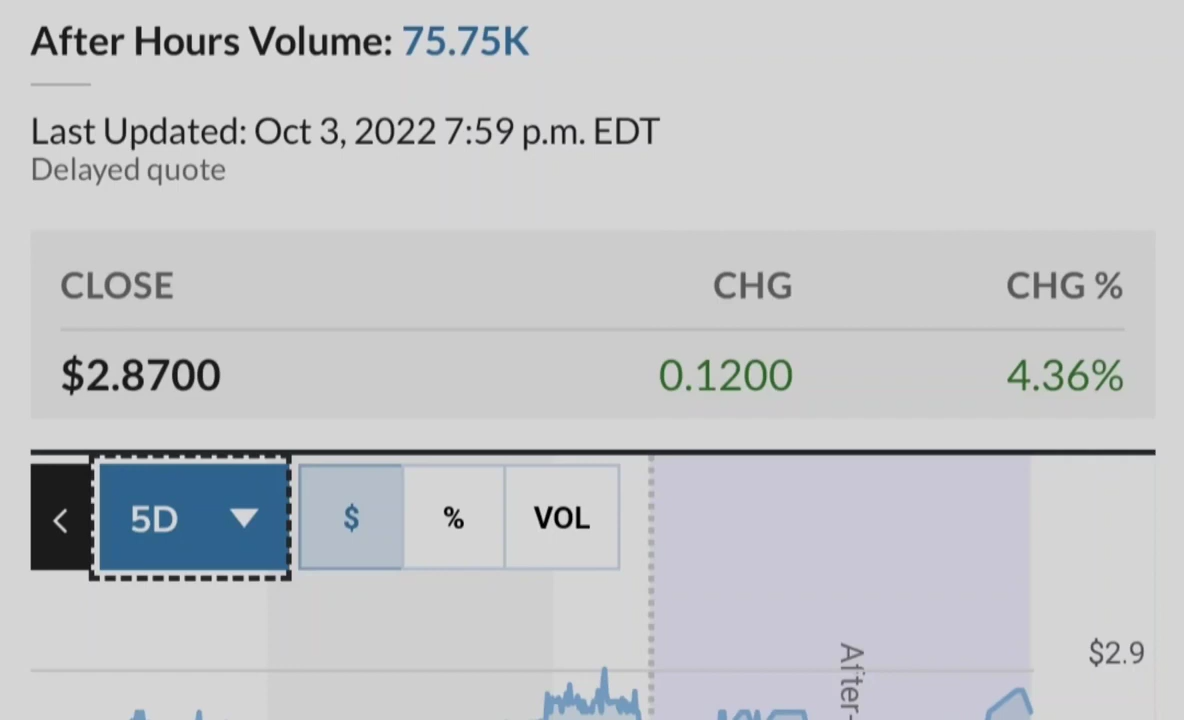 After Hours Volume: 75.75K
Last Updated: Oct 3, 2022 7:59 p.m. EDT
Delayed quote
CLOSE CHG CHG %
$2.8700 0.1200 4.36%
5D $ % VOL
$2.9
After-